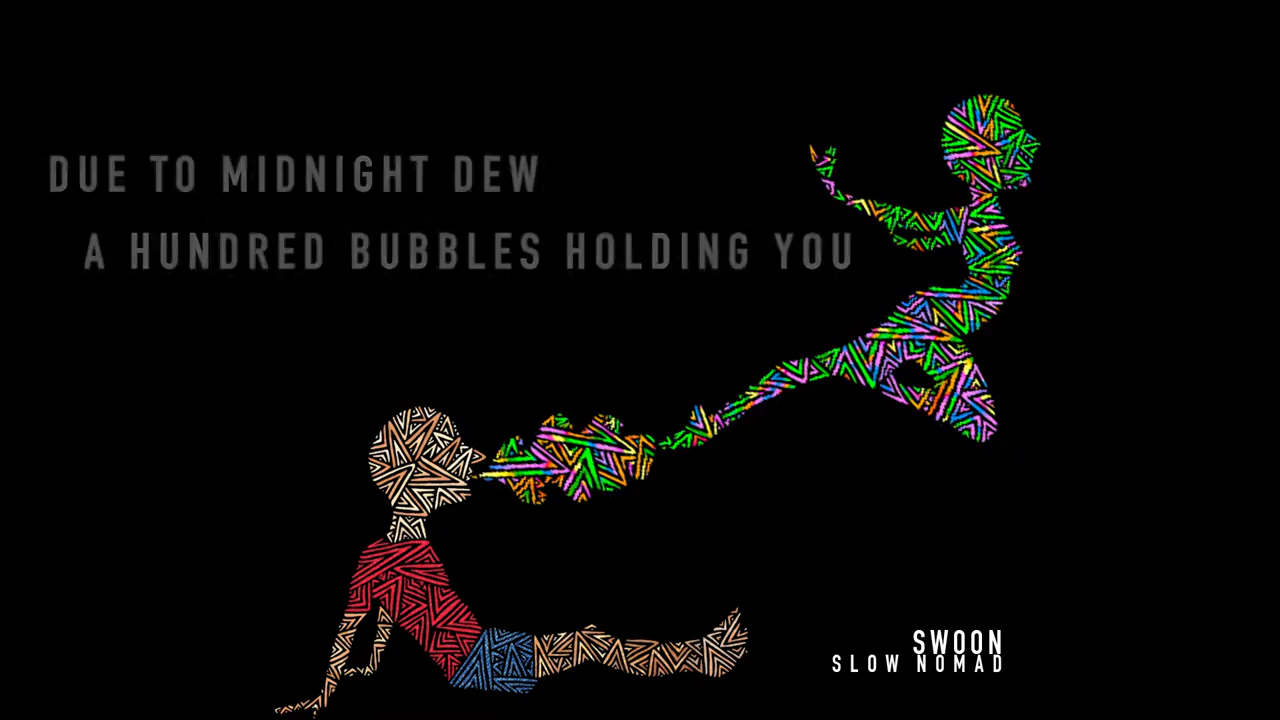 DUE TO MIDNIGHT DEW
A HUNDRED BUBBLES HOLDING YOU
SWOON
SLOW NOMAD